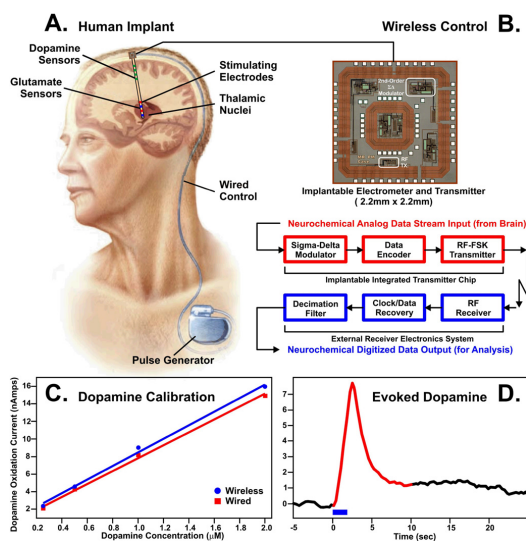 A. Human Implant
Dopamine
Sensors
Glutamate
Sensors
Stimulating
Electrodes
Thalamic
Nuclei
Wired
Control
Pulse Generator
Wireless Control B.
2nd-Order
ΣΔ
Modulator
RF
TX
Implantable Electrometer and Transmitter
( 2.2mm x 2.2mm)
Neurochemical Analog Data Stream Input (from Brain)
Sigma-Delta
Modulator
Data
Encoder
RF-FSK
Transmitter
Implantable Integrated Transmitter Chip
Decimation
Filter
Clock/Data
Recovery
RF
Receiver
External Receiver Electronics System
Neurochemical Digitized Data Output (for Analysis)
C. Dopamine Calibration
Dopamine Oxidation Current (nAmps)
16
14
12
10
8
6
4
2
0.2
0.4
0.6
0.8
1.0
1.2
1.4
1.6
1.8
2.0
Dopamine Concentration (μM)
Wireless
Wired
Evoked Dopamine D.
7
6
5
4
3
2
1
0
-5
0
5
10
15
20
Time (sec)